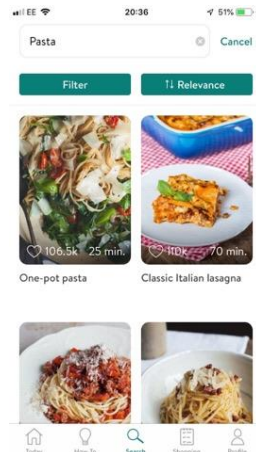 EE 20:36 51%
Pasta Cancel
Filter ↑↓ Relevance
106.5k 25 min. 110k 70 min.
One-pot pasta Classic Italian lasagna
Today How-To Search Shopping Profile